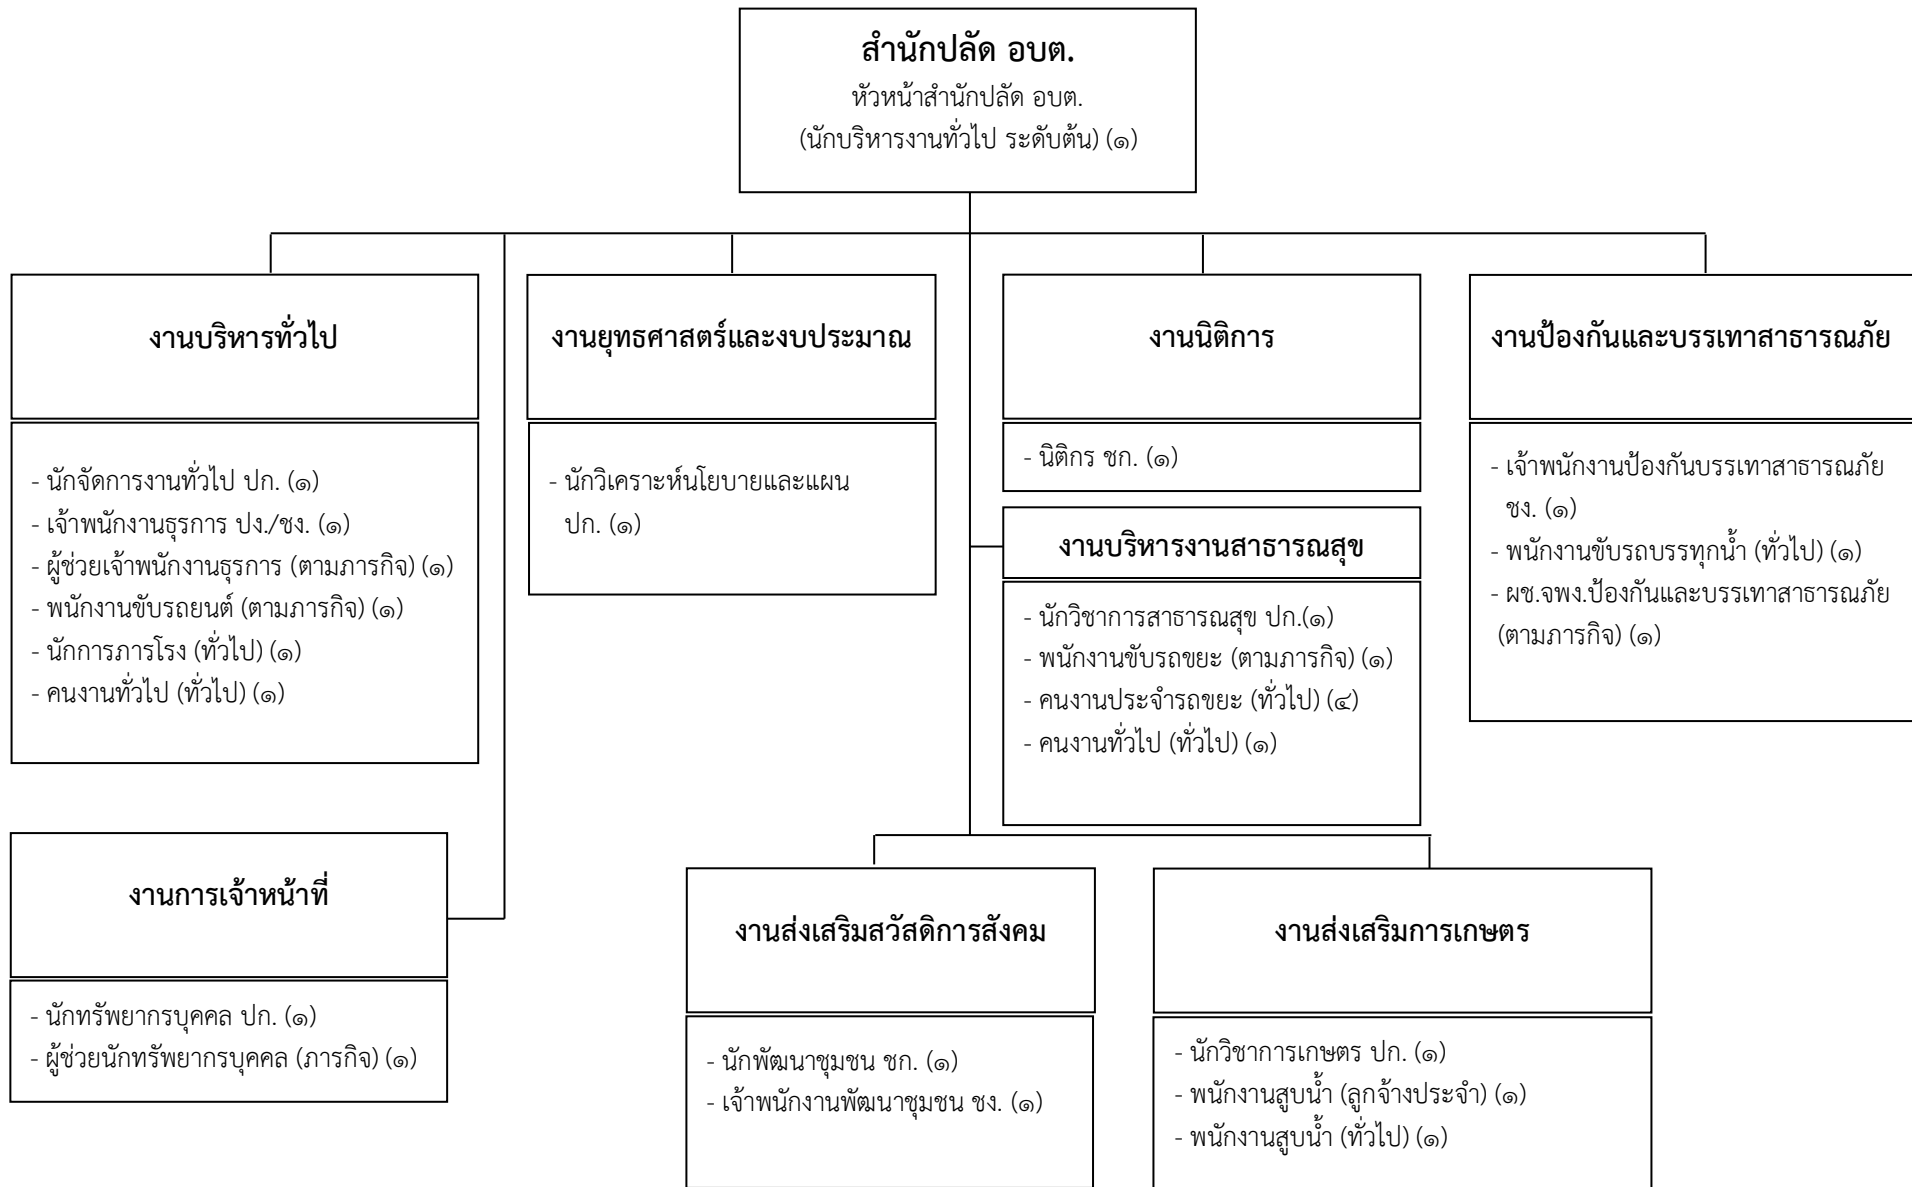 สำนักปลัด อบต.
หัวหน้าสำนักปลัด อบต.
(นักบริหารงานทั่วไป ระดับต้น) (๑)
งานบริหารทั่วไป
- นักจัดการงานทั่วไป ปก. (๑)
- เจ้าพนักงานธุรการ ปง./ชง. (๑)
- ผู้ช่วยเจ้าพนักงานธุรการ (ตามภารกิจ) (๑)
- พนักงานขับรถยนต์ (ตามภารกิจ) (๑)
- นักการภารโรง (ทั่วไป) (๑)
- คนงานทั่วไป (ทั่วไป) (๑)
งานยุทธศาสตร์และงบประมาณ
- นักวิเคราะห์นโยบายและแผน
ปก. (๑)
งานนิติการ
- นิติกร ชก. (๑)
งานบริหารงานสาธารณสุข
- นักวิชาการสาธารณสุข ปก.(๑)
- พนักงานขับรถขยะ (ตามภารกิจ) (๑)
- คนงานประจำรถขยะ (ทั่วไป) (๔)
- คนงานทั่วไป (ทั่วไป) (๑)
งานป้องกันและบรรเทาสาธารณภัย
- เจ้าพนักงานป้องกันบรรเทาสาธารณภัย
ชง. (๑)
- พนักงานขับรถบรรทุกน้ำ (ทั่วไป) (๑)
- ผช.จพง.ป้องกันและบรรเทาสาธารณภัย
(ตามภารกิจ) (๑)
งานการเจ้าหน้าที่
- นักทรัพยากรบุคคล ปก. (๑)
- ผู้ช่วยนักทรัพยากรบุคคล (ภารกิจ) (๑)
งานส่งเสริมสวัสดิการสังคม
- นักพัฒนาชุมชน ชก. (๑)
- เจ้าพนักงานพัฒนาชุมชน ชง. (๑)
งานส่งเสริมการเกษตร
- นักวิชาการเกษตร ปก. (๑)
- พนักงานสูบน้ำ (ลูกจ้างประจำ) (๑)
- พนักงานสูบน้ำ (ทั่วไป) (๑)